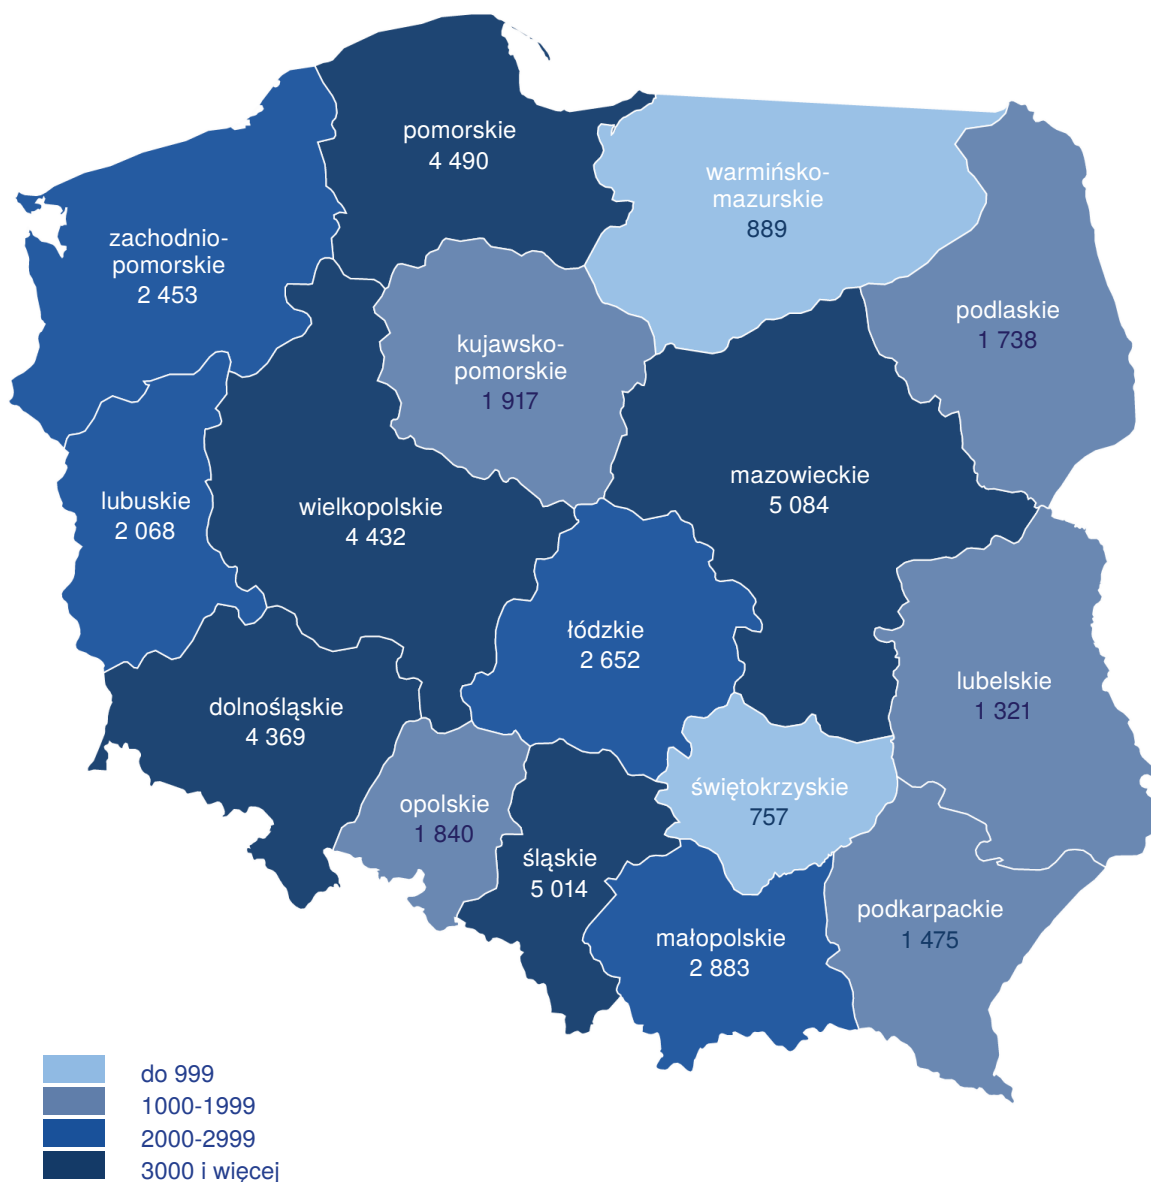 pomorskie
4 490
warmińsko-
mazurskie
889
zachodnio-
pomorskie
2 453
podlaskie
1 738
kujawsko-
pomorskie
1 917
mazowieckie
5 084
lubuskie
2 068
wielkopolskie
4 432
łódzkie
2 652
lubelskie
1 321
dolnośląskie
4 369
opolskie
1 840
świętokrzyskie
757
śląskie
5 014
podkarpackie
1 475
małopolskie
2 883
do 999
1000-1999
2000-2999
3000 i więcej